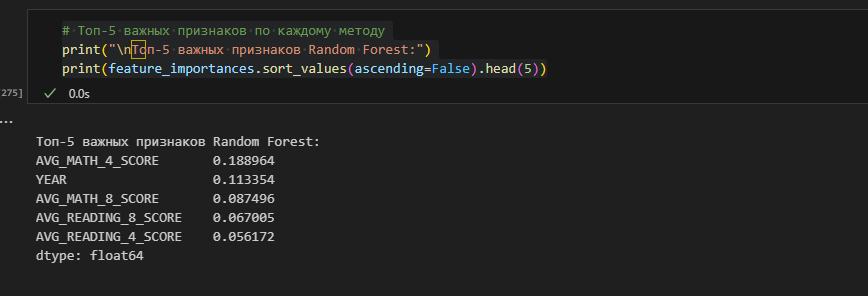 # Топ-5 важных признаков по каждому методу
print("\nТоп-5 важных признаков Random Forest:")
print(feature_importances.sort_values(ascending=False).head(5))
[275]
0.0s
...
Топ-5 важных признаков Random Forest:
AVG_MATH_4_SCORE 0.188964
YEAR 0.113354
AVG_MATH_8_SCORE 0.087496
AVG_READING_8_SCORE 0.067005
AVG_READING_4_SCORE 0.056172
dtype: float64